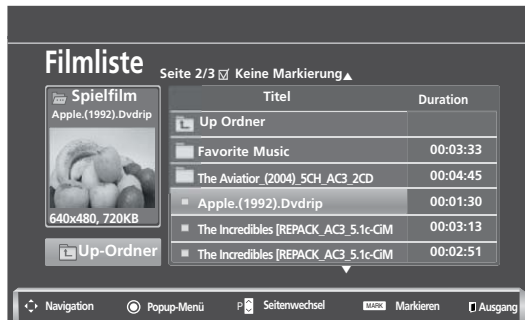 Filmliste
Seite 2/3 Keine Markierung
Spielfilm
Apple.(1992).Dvdrip
640x480, 720KB
Up-Ordner
Titel Duration
Up Ordner
Favorite Music 00:03:33
The Aviatior_(2004)_5CH_AC3_2CD 00:04:45
Apple.(1992).Dvdrip 00:01:30
The Incredibles [REPACK_AC3_5.1c-CiM 00:03:13
The Incredibles [REPACK_AC3_5.1c-CiM 00:02:51
Navigation Popup-Menü P Seitenwechsel MARK Markieren Ausgang